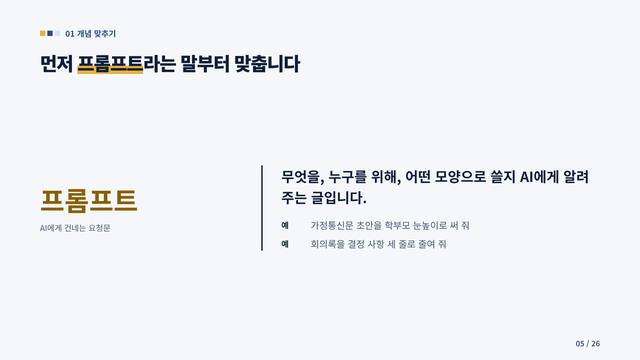 01 개념 맞추기
먼저 프롬프트라는 말부터 맞춥니다
프롬프트
AI에게 건네는 요청문
무엇을, 누구를 위해, 어떤 모양으로 쓸지 AI에게 알려
주는 글입니다.
예 가정통신문 초안을 학부모 눈높이로 써 줘
예 회의록을 결정 사항 세 줄로 줄여 줘
05 / 26